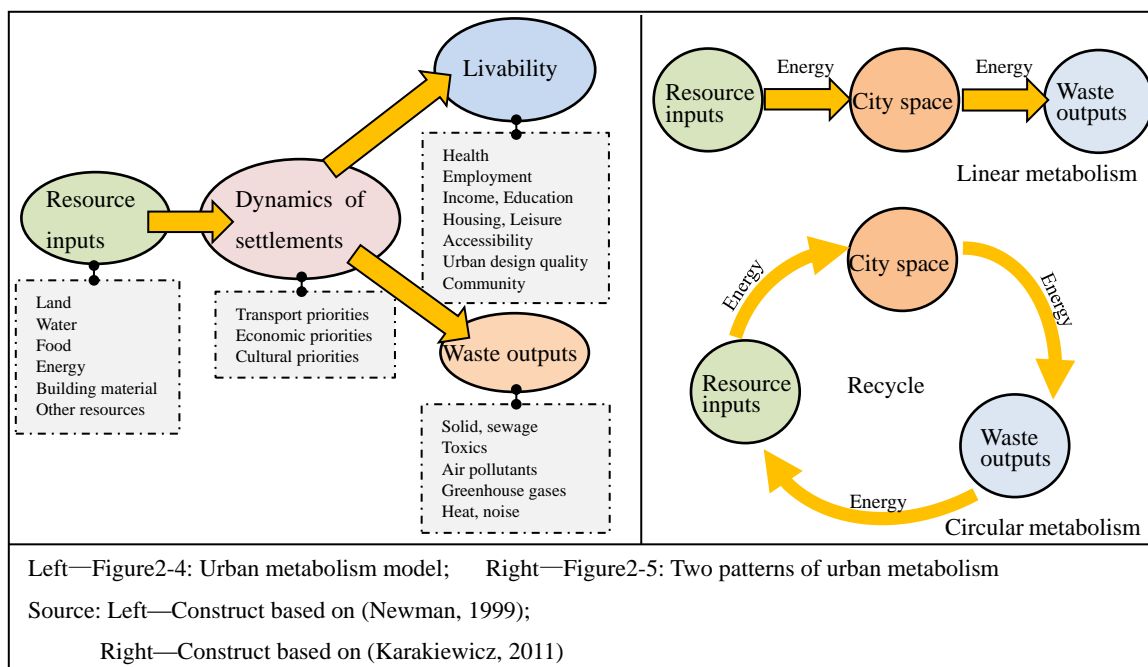 Livability
Health
Employment
Income, Education
Housing, Leisure
Accessibility
Urban design quality
Community
Resource
inputs
Land
Water
Food
Energy
Building material
Other resources
Dynamics of
settlements
Transport priorities
Economic priorities
Cultural priorities
Waste outputs
Solid, sewage
Toxics
Air pollutants
Greenhouse gases
Heat, noise
Resource
inputs
Energy
City space
Energy
Waste
outputs
Linear metabolism
City space
Energy
Energy
Resource
inputs
Recycle
Waste
outputs
Energy
Circular metabolism
Left—Figure2-4: Urban metabolism model; Right—Figure2-5: Two patterns of urban metabolism
Source: Left—Construct based on (Newman, 1999);
Right—Construct based on (Karakiewicz, 2011)